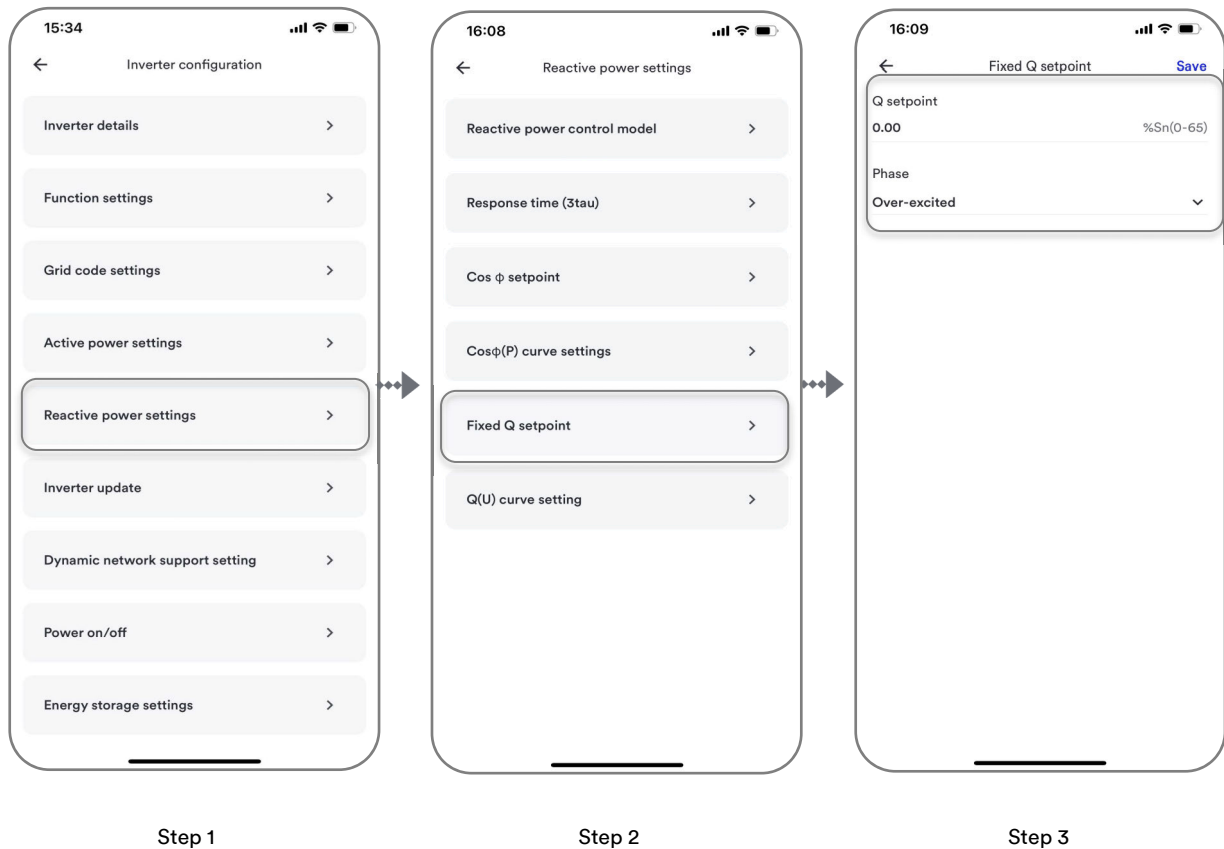 15:34
Inverter configuration
Inverter details
Function settings
Grid code settings
Active power settings
Reactive power settings
Inverter update
Dynamic network support setting
Power on/off
Energy storage settings
Step 1
16:08
Reactive power settings
Reactive power control model
Response time (3tau)
Cos φ setpoint
Cosφ(P) curve settings
Fixed Q setpoint
Q(U) curve setting
Step 2
16:09
Fixed Q setpoint Save
Q setpoint
0.00 %Sn(0-65)
Phase
Over-excited
Step 3